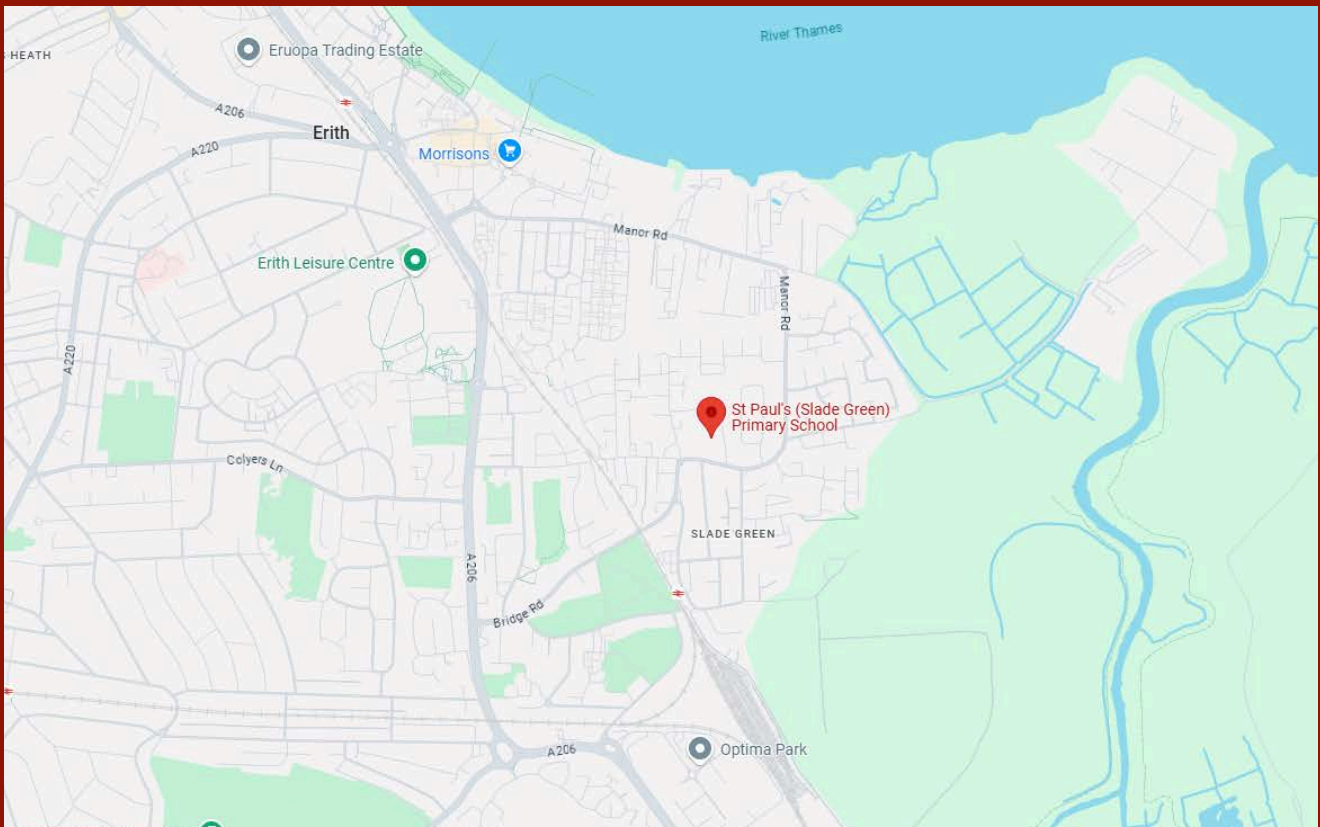 River Thames
Eruopa Trading Estate
HEATH
A206
Erith
A220
Morrisons
Manor Rd
Erith Leisure Centre
Manor Rd
A220
St Paul's (Slade Green)
Primary School
Colyers Ln
SLADE GREEN
A206
Bridge Rd
A206
Optima Park